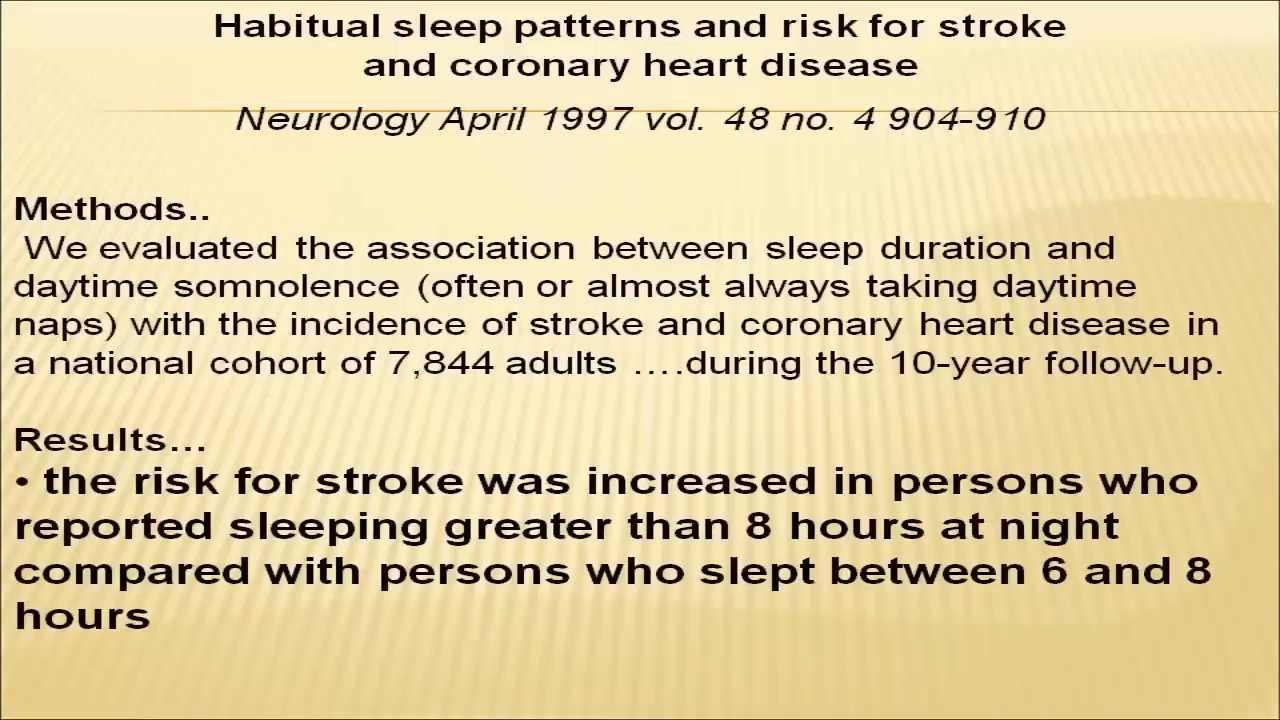 Habitual sleep patterns and risk for stroke
and coronary heart disease
Neurology April 1997 vol. 48 no. 4 904-910
Methods..
We evaluated the association between sleep duration and
daytime somnolence (often or almost always taking daytime
naps) with the incidence of stroke and coronary heart disease in
a national cohort of 7,844 adults ....during the 10-year follow-up.
Results...
• the risk for stroke was increased in persons who
reported sleeping greater than 8 hours at night
compared with persons who slept between 6 and 8
hours